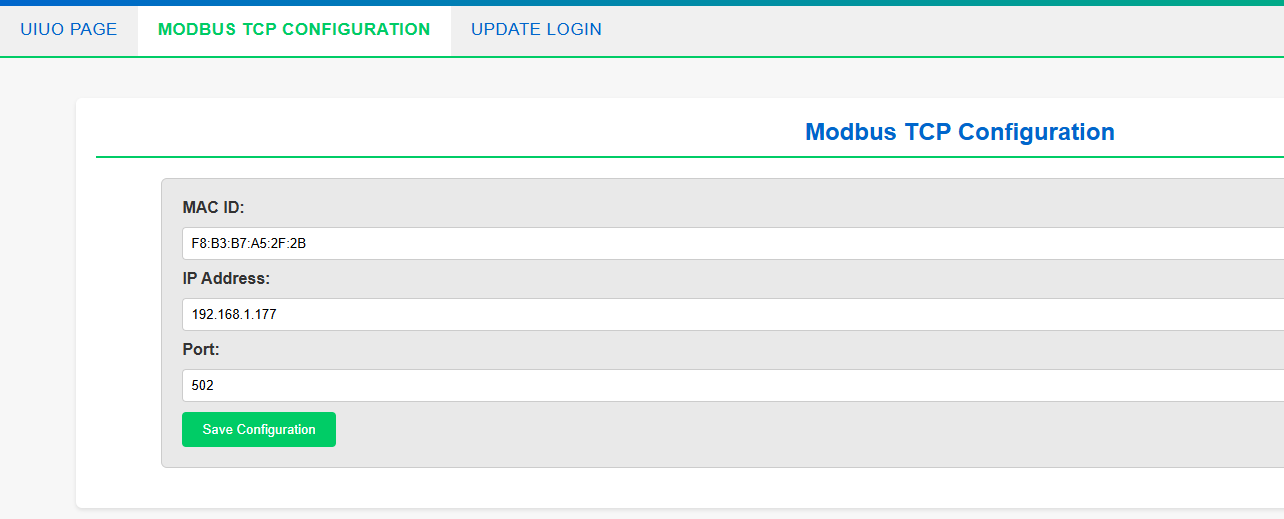 UIUO PAGE MODBUS TCP CONFIGURATION UPDATE LOGIN
Modbus TCP Configuration
MAC ID:
F8:B3:B7:A5:2F:2B
IP Address:
192.168.1.177
Port:
502
Save Configuration